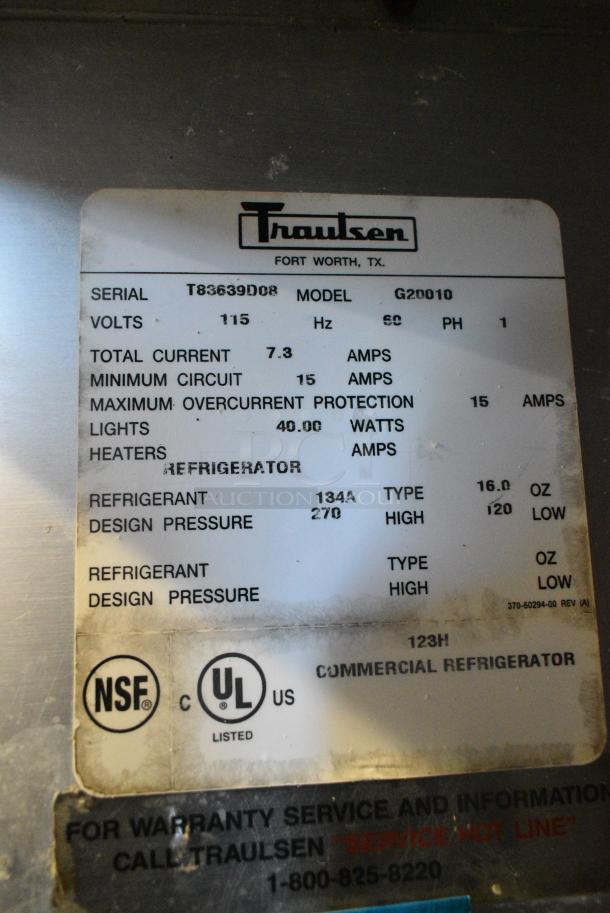 Traulsen
FORT WORTH, TX.
SERIAL T83639D08 MODEL G20010
VOLTS 115 Hz 60 PH 1
TOTAL CURRENT 7.3 AMPS
MINIMUM CIRCUIT 15 AMPS
MAXIMUM OVERCURRENT PROTECTION 15 AMPS
LIGHTS 40.00 WATTS
HEATERS AMPS
REFRIGERATOR
PCI
AUCTION GROUP
REFRIGERANT 134A TYPE 16.0 OZ
DESIGN PRESSURE 270 HIGH 120 LOW
REFRIGERANT TYPE OZ
DESIGN PRESSURE HIGH LOW
370-60294-00 REV (A)
123H
COMMERCIAL REFRIGERATOR
NSF®
C UL® US
LISTED
FOR WARRANTY SERVICE AND INFORMATION
CALL TRAULSEN "SERVICE HOT LINE"
1-800-825-8220